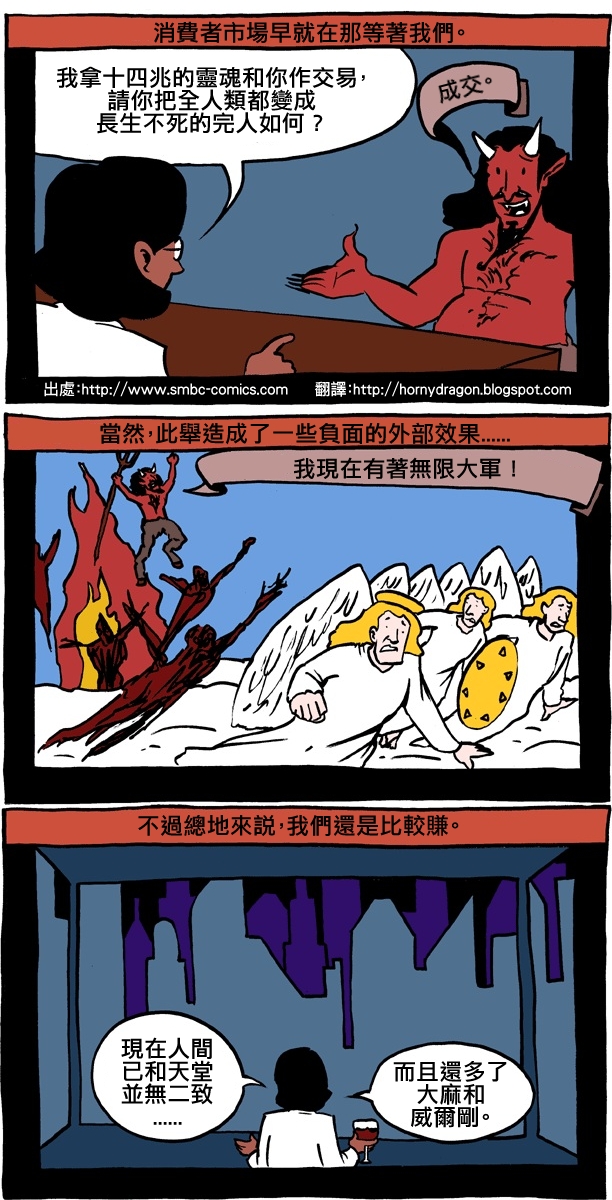 消費者市場早就在那等著我們。
我拿十四兆的靈魂和你作交易，
請你把全人類都變成
長生不死的完人如何？
成交。
出處:http://www.smbc-comics.com 翻譯:http://hornydragon.blogspot.com
當然，此舉造成了一些負面的外部效果......
我現在有著無限大軍！
不過總地來説，我們還是比較賺。
現在人間
已和天堂
並無二致
......
而且還多了
大麻和
威爾剛。